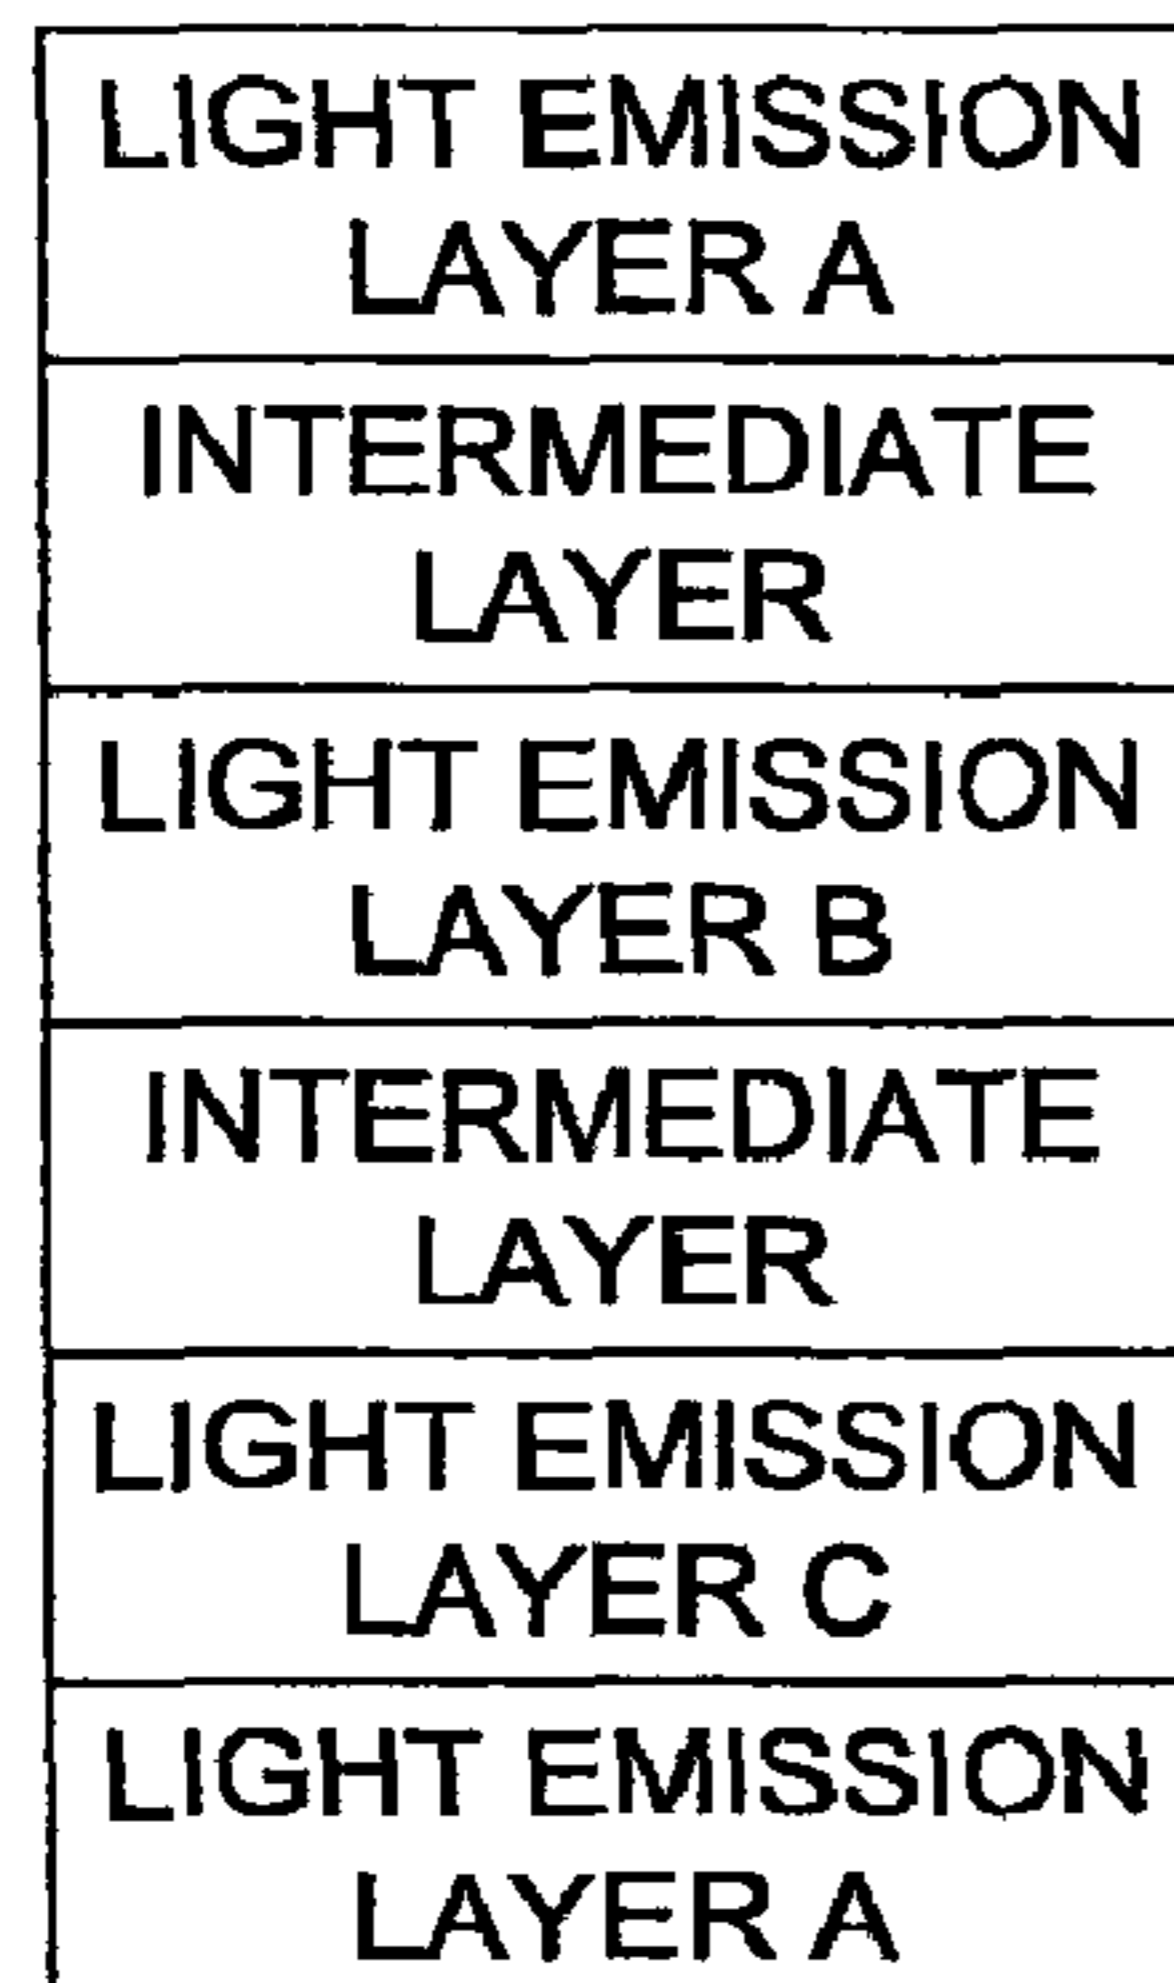 LIGHT EMISSION
LAYER A
INTERMEDIATE
LAYER
LIGHT EMISSION
LAYER B
INTERMEDIATE
LAYER
LIGHT EMISSION
LAYER C
LIGHT EMISSION
LAYER A